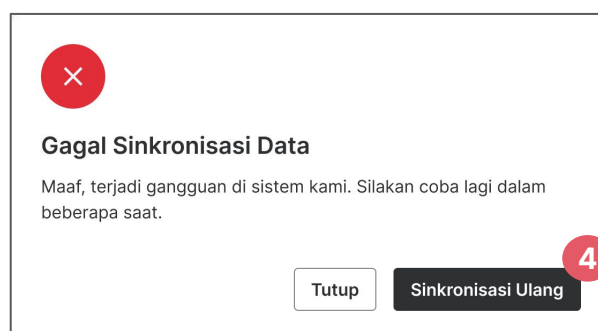 Gagal Sinkronisasi Data
Maaf, terjadi gangguan di sistem kami. Silakan coba lagi dalam
beberapa saat.
4
Tutup
Sinkronisasi Ulang